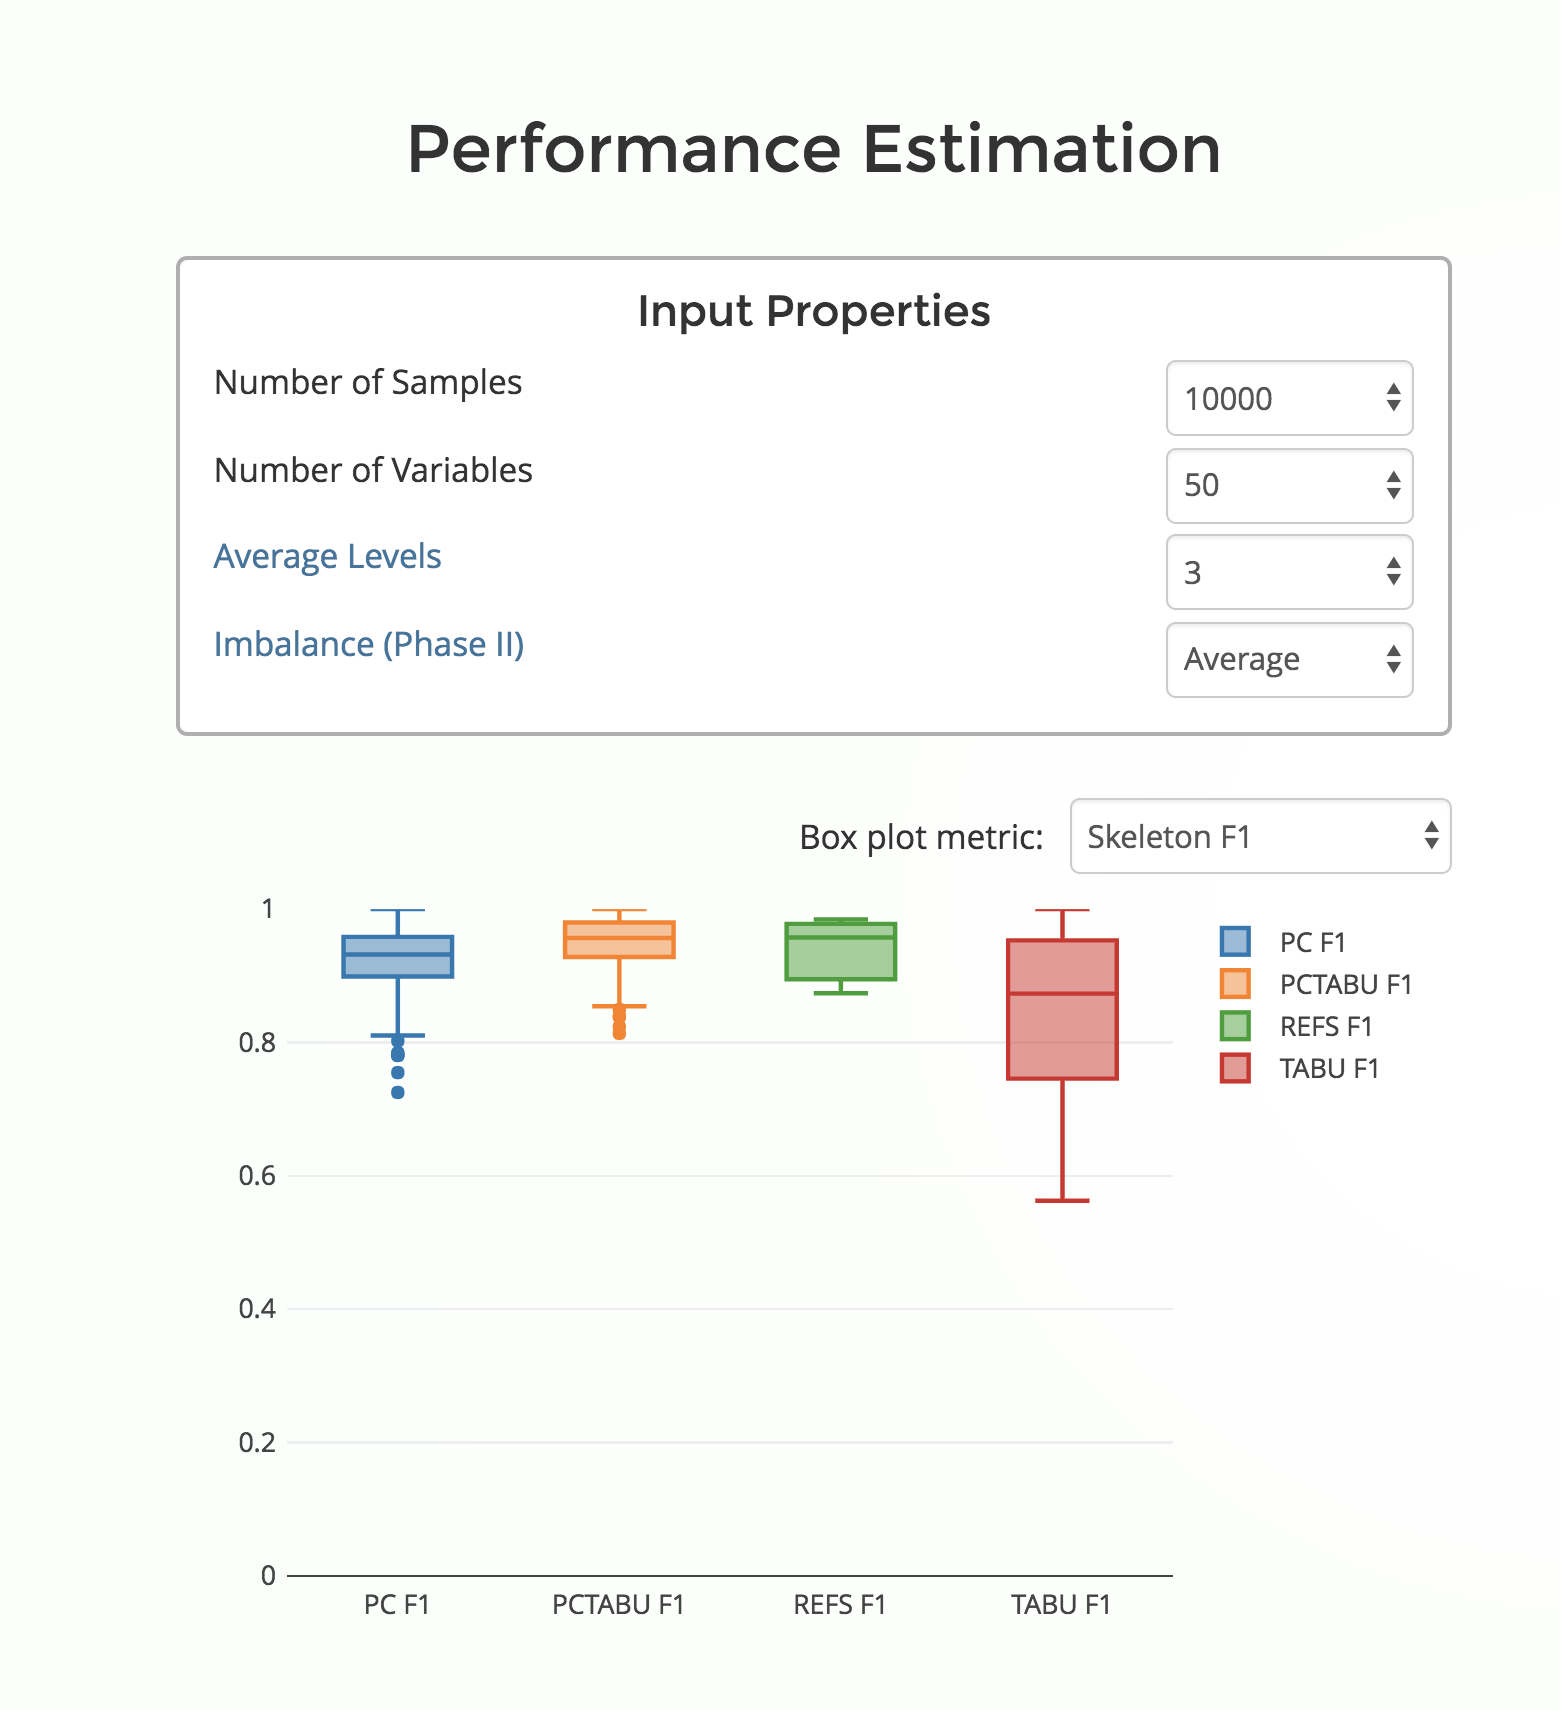 Performance Estimation
Input Properties
Number of Samples
10000
Number of Variables
50
Average Levels
3
Imbalance (Phase II)
Average
Box plot metric:
Skeleton F1
1
0.8
0.6
0.4
0.2
0
PC F1
PCTABU F1
REFS F1
TABU F1
PC F1
PCTABU F1
REFS F1
TABU F1